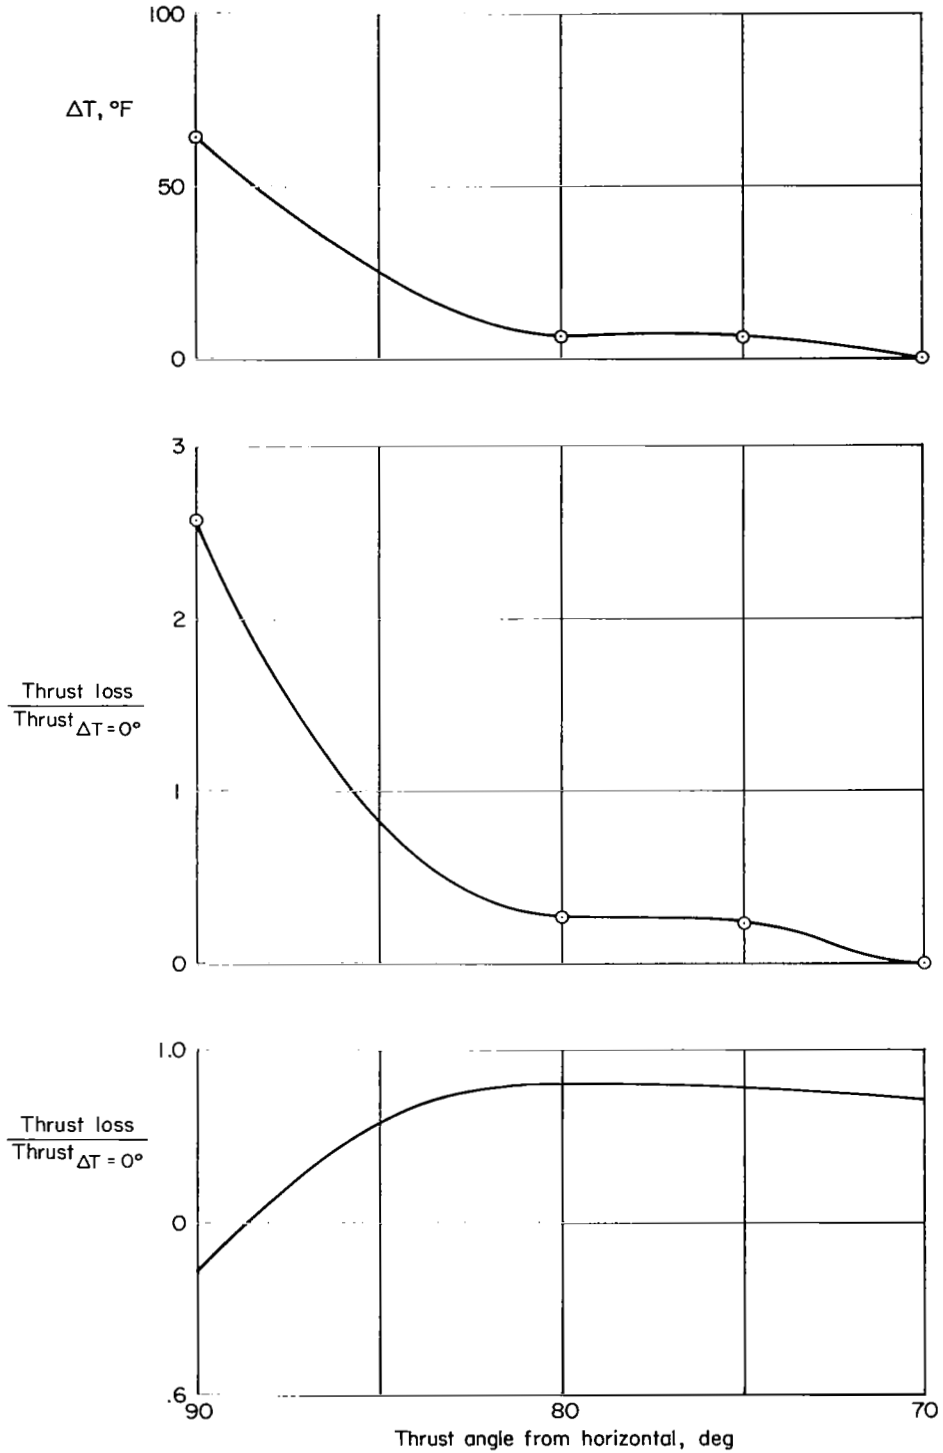 100
ΔT, °F
50
0
3
2
Thrust loss
Thrust ΔT = 0°
1
0
1.0
Thrust loss
Thrust ΔT = 0°
0
.6
90 80 70
Thrust angle from horizontal, deg